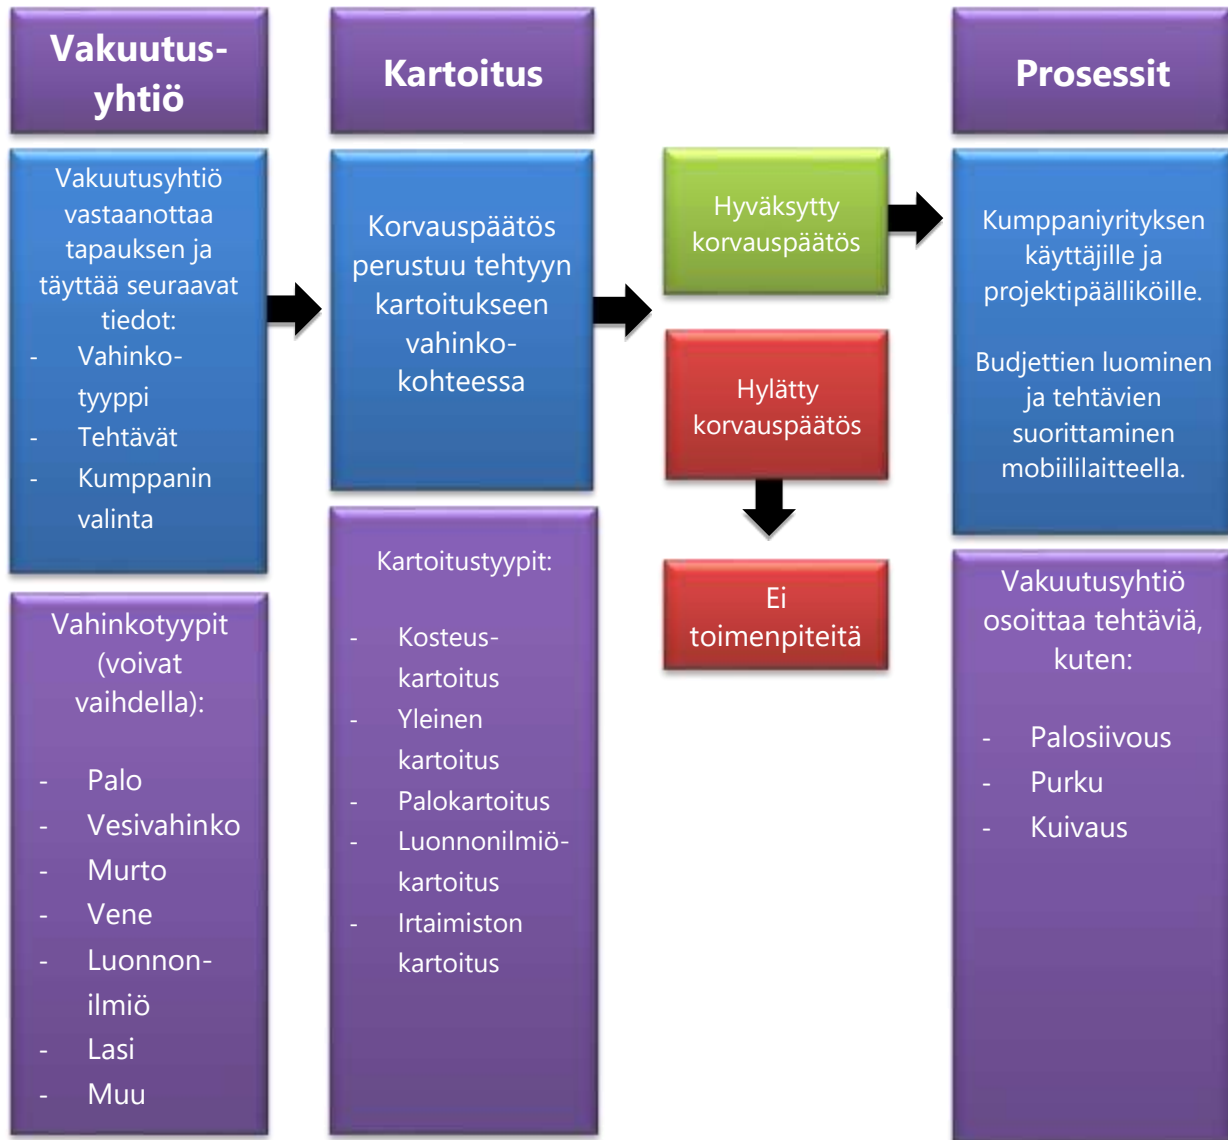 Vakuutus-
yhtiö
Vakuutusyhtiö
vastaanottaa
tapauksen ja
täyttää seuraavat
tiedot:
- Vahinko-
tyyppi
- Tehtävät
- Kumppanin
valinta
Vahinkotyypit
(voivat
vaihdella):
- Palo
- Vesivahinko
- Murto
- Vene
- Luonnon-
ilmiö
- Lasi
- Muu
Kartoitus
Korvauspäätös
perustuu tehtyyn
kartoitukseen
vahinko-
kohteessa
Kartoitustyypit:
- Kosteus-
kartoitus
- Yleinen
kartoitus
- Palokartoitus
- Luonnonilmiö-
kartoitus
- Irtaimiston
kartoitus
Hyväksytty
korvauspäätös
Hylätty
korvauspäätös
Ei
toimenpiteitä
Prosessit
Kumppaniyrityksen
käyttäjille ja
projektipäälliköille.
Budjettien luominen
ja tehtävien
suorittaminen
mobiililaitteella.
Vakuutusyhtiö
osoittaa tehtäviä,
kuten:
- Palosiivous
- Purku
- Kuivaus